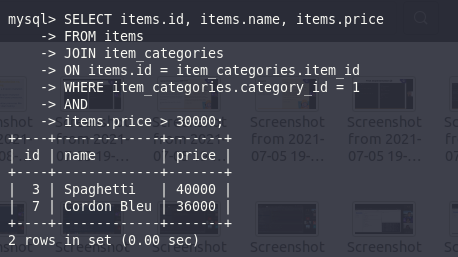 mysql> SELECT items.id, items.name, items.price
    -> FROM items
    -> JOIN item_categories
    -> ON items.id = item_categories.item_id
    -> WHERE item_categories.category_id = 1
    -> AND
    ->items.price > 30000;
+----+-------------+-------+
| id | name        | price |
+----+-------------+-------+
|  3 | Spaghetti   | 40000 |
|  7 | Cordon Bleu | 36000 |
+----+-------------+-------+
2 rows in set (0.00 sec)
Screenshot
from 2021-
07-05 19-...
Screenshot
from 2021-
07-05 19-...
Screenshot
Screenshot